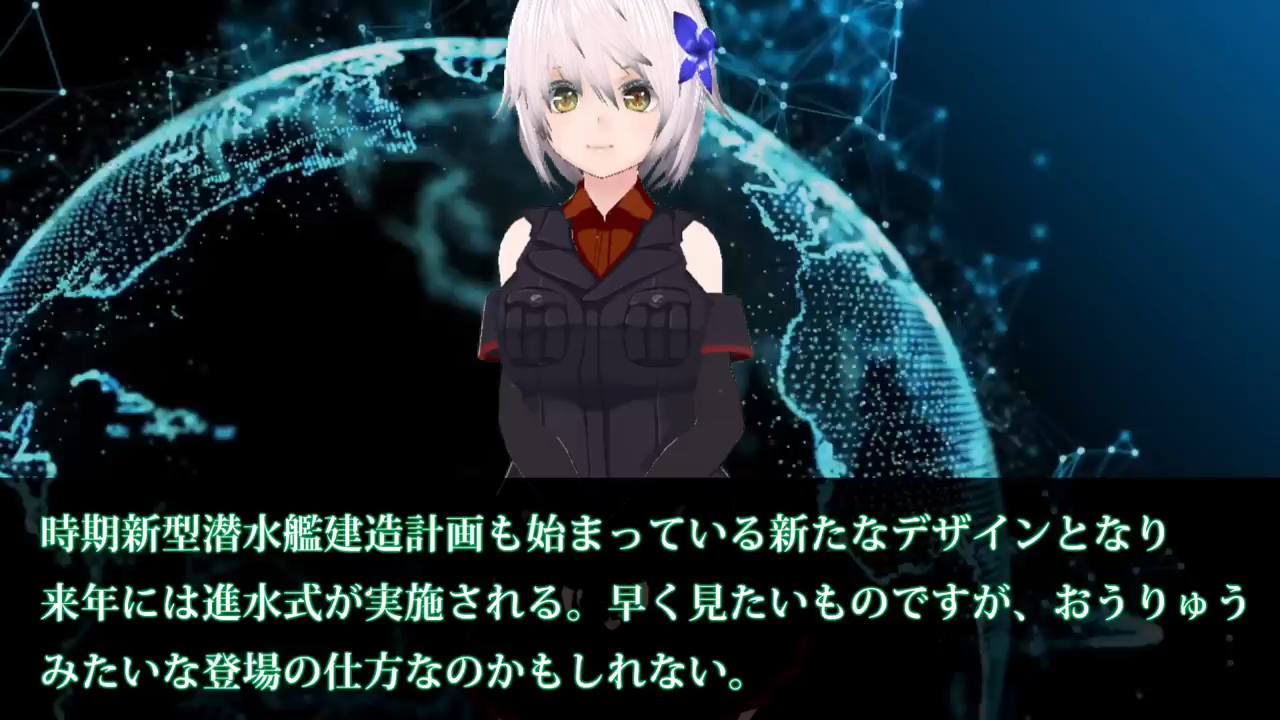 時期新型潜水艦建造計画も始まっている新たなデザインとなり
来年には進水式が実施される。早く見たいものですが、おうりゅう
みたいな登場の仕方なのかもしれない。